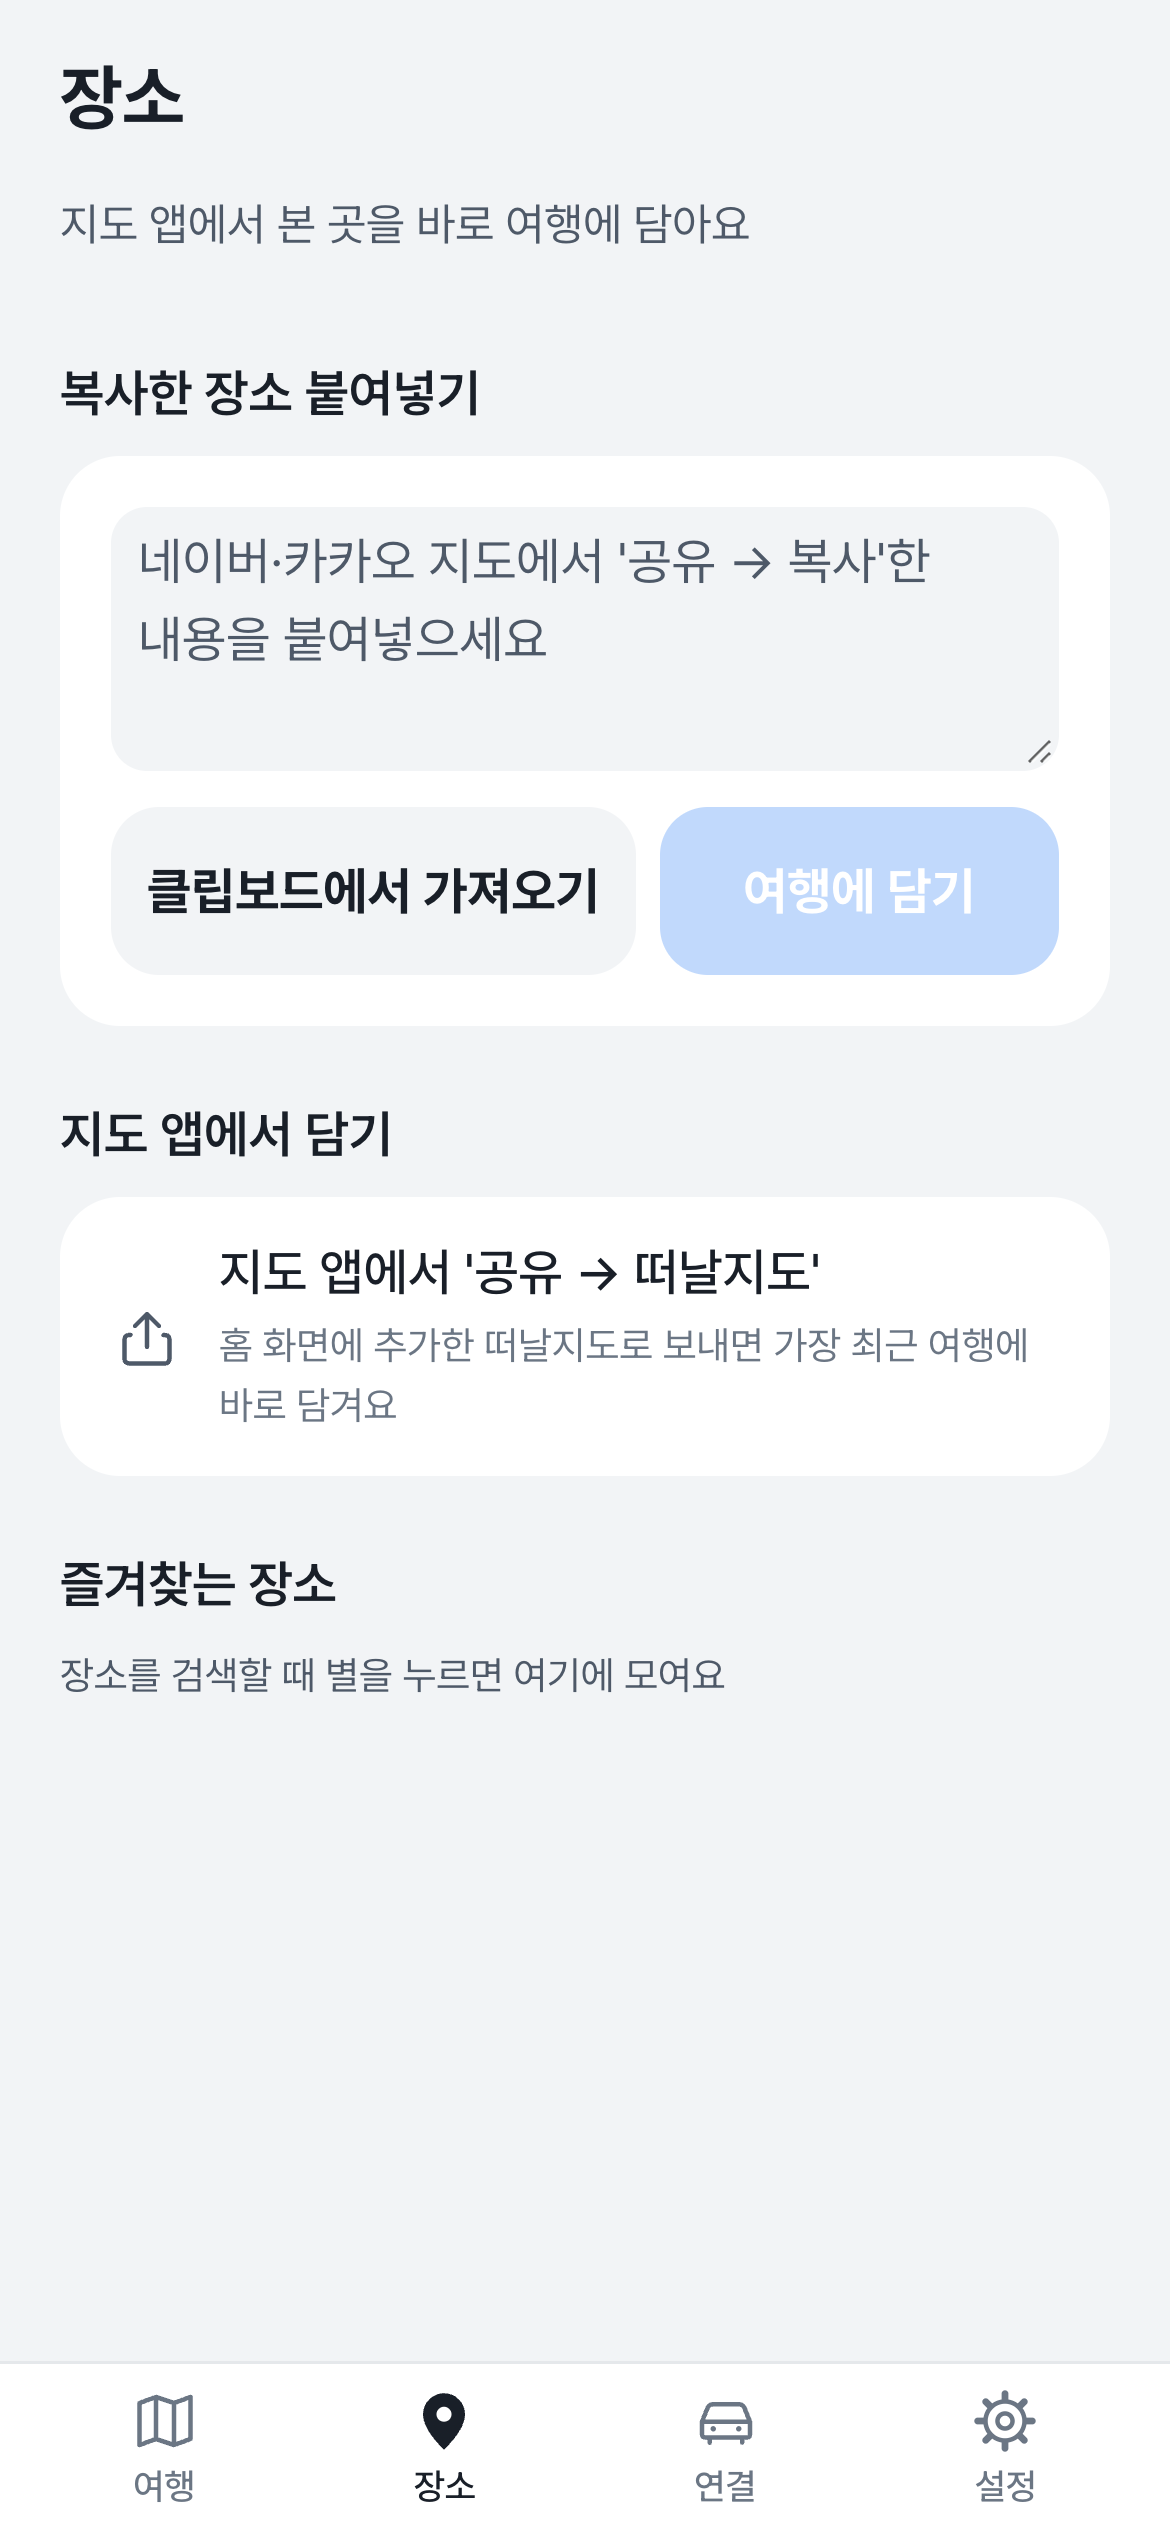 장소
지도 앱에서 본 곳을 바로 여행에 담아요
복사한 장소 붙여넣기
네이버·카카오 지도에서 '공유 → 복사'한
내용을 붙여넣으세요
클립보드에서 가져오기
여행에 담기
지도 앱에서 담기
지도 앱에서 '공유 → 떠날지도'
홈 화면에 추가한 떠날지도로 보내면 가장 최근 여행에
바로 담겨요
즐겨찾는 장소
장소를 검색할 때 별을 누르면 여기에 모여요
여행
장소
연결
설정